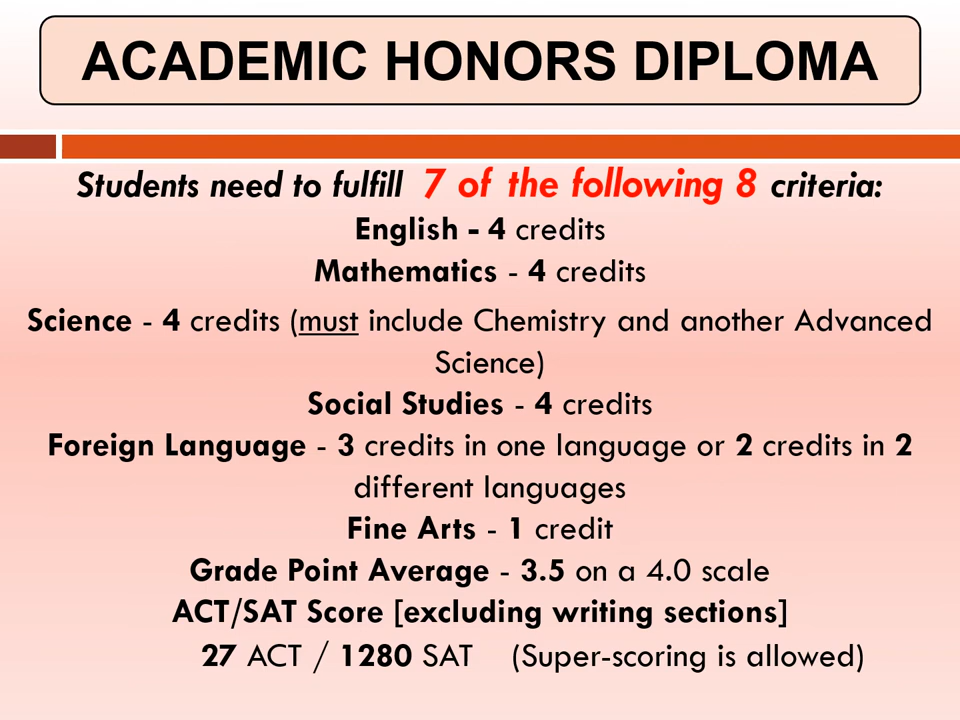 ACADEMIC HONORS DIPLOMA
Students need to fulfill 7 of the following 8 criteria:
English - 4 credits
Mathematics - 4 credits
Science - 4 credits (must include Chemistry and another Advanced
Science)
Social Studies - 4 credits
Foreign Language - 3 credits in one language or 2 credits in 2
different languages
Fine Arts - 1 credit
Grade Point Average - 3.5 on a 4.0 scale
ACT/SAT Score [excluding writing sections]
27 ACT / 1280 SAT (Super-scoring is allowed)